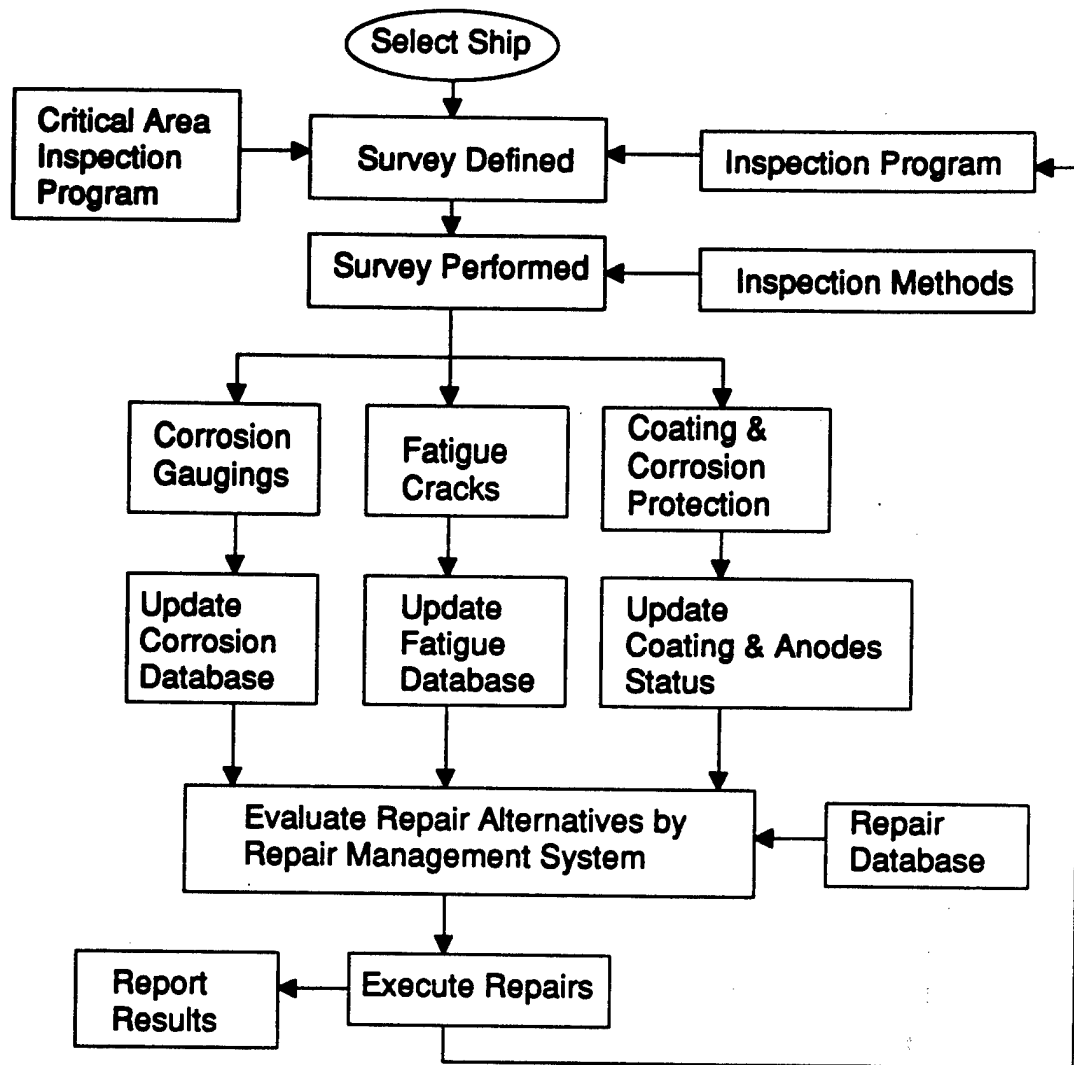 Select Ship
Critical Area
Inspection
Program
Survey Defined
Inspection Program
Survey Performed
Inspection Methods
Corrosion
Gaugings
Fatigue
Cracks
Coating &
Corrosion
Protection
Update
Corrosion
Database
Update
Fatigue
Database
Update
Coating & Anodes
Status
Evaluate Repair Alternatives by
Repair Management System
Repair
Database
Report
Results
Execute Repairs